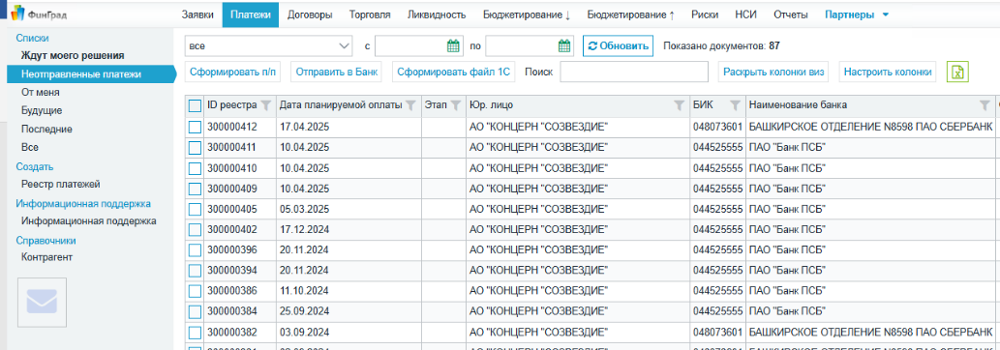 ФинГрад
Заявки Платежи Договоры Торговля Ликвидность Бюджетирование ↓ Бюджетирование ↑ Риски НСИ Отчеты Партнеры
Списки
Ждут моего решения
Неотправленные платежи
От меня
Будущие
Последние
Все
Создать
Реестр платежей
Информационная поддержка
Информационная поддержка
Справочники
Контрагент
все с по Обновить Показано документов: 87
Сформировать п/п Отправить в Банк Сформировать файл 1С Поиск Раскрыть колонки виз Настроить колонки
ID реестра Дата планируемой оплаты Этап Юр. лицо БИК Наименование банка
300000412 17.04.2025 АО "КОНЦЕРН "СОЗВЕЗДИЕ" 048073601 БАШКИРСКОЕ ОТДЕЛЕНИЕ N8598 ПАО СБЕРБАНК
300000411 10.04.2025 АО "КОНЦЕРН "СОЗВЕЗДИЕ" 044525555 ПАО "Банк ПСБ"
300000410 10.04.2025 АО "КОНЦЕРН "СОЗВЕЗДИЕ" 044525555 ПАО "Банк ПСБ"
300000409 10.04.2025 АО "КОНЦЕРН "СОЗВЕЗДИЕ" 044525555 ПАО "Банк ПСБ"
300000405 05.03.2025 АО "КОНЦЕРН "СОЗВЕЗДИЕ" 044525555 ПАО "Банк ПСБ"
300000402 17.12.2024 АО "КОНЦЕРН "СОЗВЕЗДИЕ" 044525555 ПАО "Банк ПСБ"
300000396 20.11.2024 АО "КОНЦЕРН "СОЗВЕЗДИЕ" 044525555 ПАО "Банк ПСБ"
300000394 20.11.2024 АО "КОНЦЕРН "СОЗВЕЗДИЕ" 044525555 ПАО "Банк ПСБ"
300000386 11.10.2024 АО "КОНЦЕРН "СОЗВЕЗДИЕ" 044525555 ПАО "Банк ПСБ"
300000384 25.09.2024 АО "КОНЦЕРН "СОЗВЕЗДИЕ" 044525555 ПАО "Банк ПСБ"
300000382 03.09.2024 АО "КОНЦЕРН "СОЗВЕЗДИЕ" 048073601 БАШКИРСКОЕ ОТДЕЛЕНИЕ N8598 ПАО СБЕРБАНК